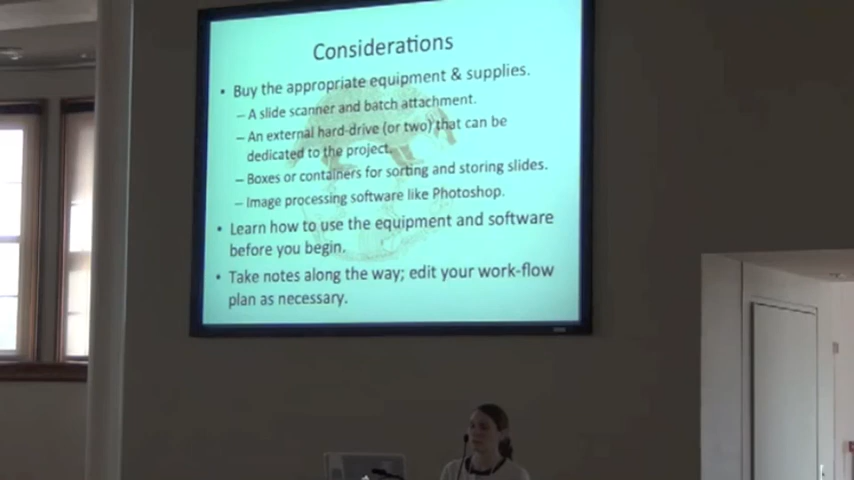 Considerations
• Buy the appropriate equipment & supplies.
– A slide scanner and batch attachment.
– An external hard-drive (or two) that can be
dedicated to the project.
– Boxes or containers for sorting and storing slides.
– Image processing software like Photoshop.
• Learn how to use the equipment and software
before you begin.
• Take notes along the way; edit your work-flow
plan as necessary.